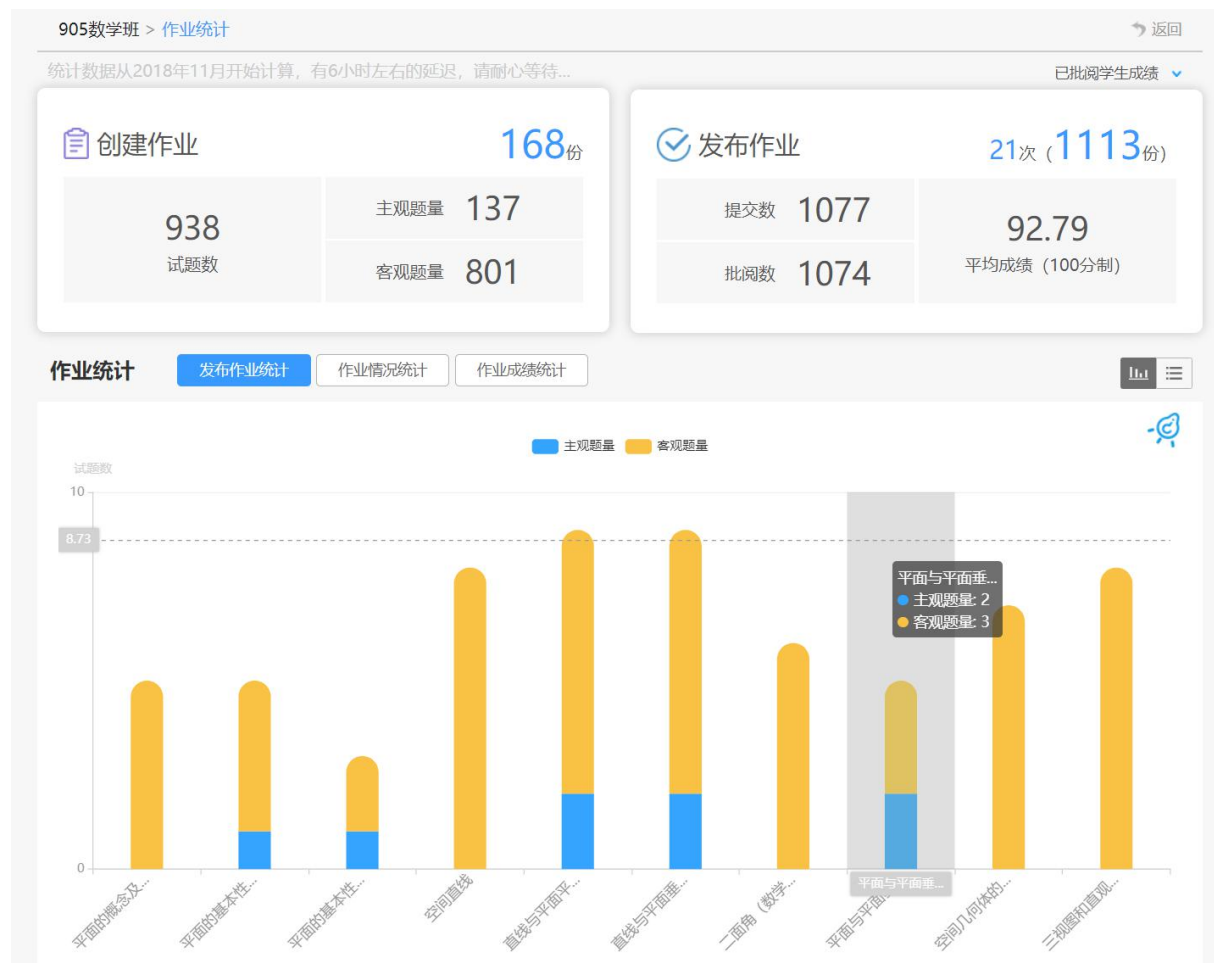 905数学班 > 作业统计
返回
统计数据从2018年11月开始计算，有6小时左右的延迟，请耐心等待...
已批阅学生成绩
创建作业
168份
938
试题数
主观题量 137
客观题量 801
发布作业
21次（1113份）
提交数 1077
批阅数 1074
92.79
平均成绩（100分制）
作业统计
发布作业统计
作业情况统计
作业成绩统计
主观题量
客观题量
试题数
10
8.73
平面与平面垂...
主观题量: 2
客观题量: 3
0
平面的概念及...
平面的基本性...
平面的基本性...
空间直线
直线与平面平...
直线与平面垂...
二面角（数学...
平面与平面垂...
空间几何体的...
三视图和直观...